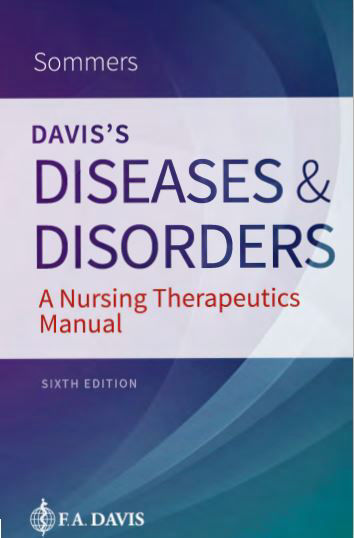 Sommers
DAVIS'S
DISEASES &
DISORDERS
A Nursing Therapeutics
Manual
SIXTH EDITION
F.A. DAVIS